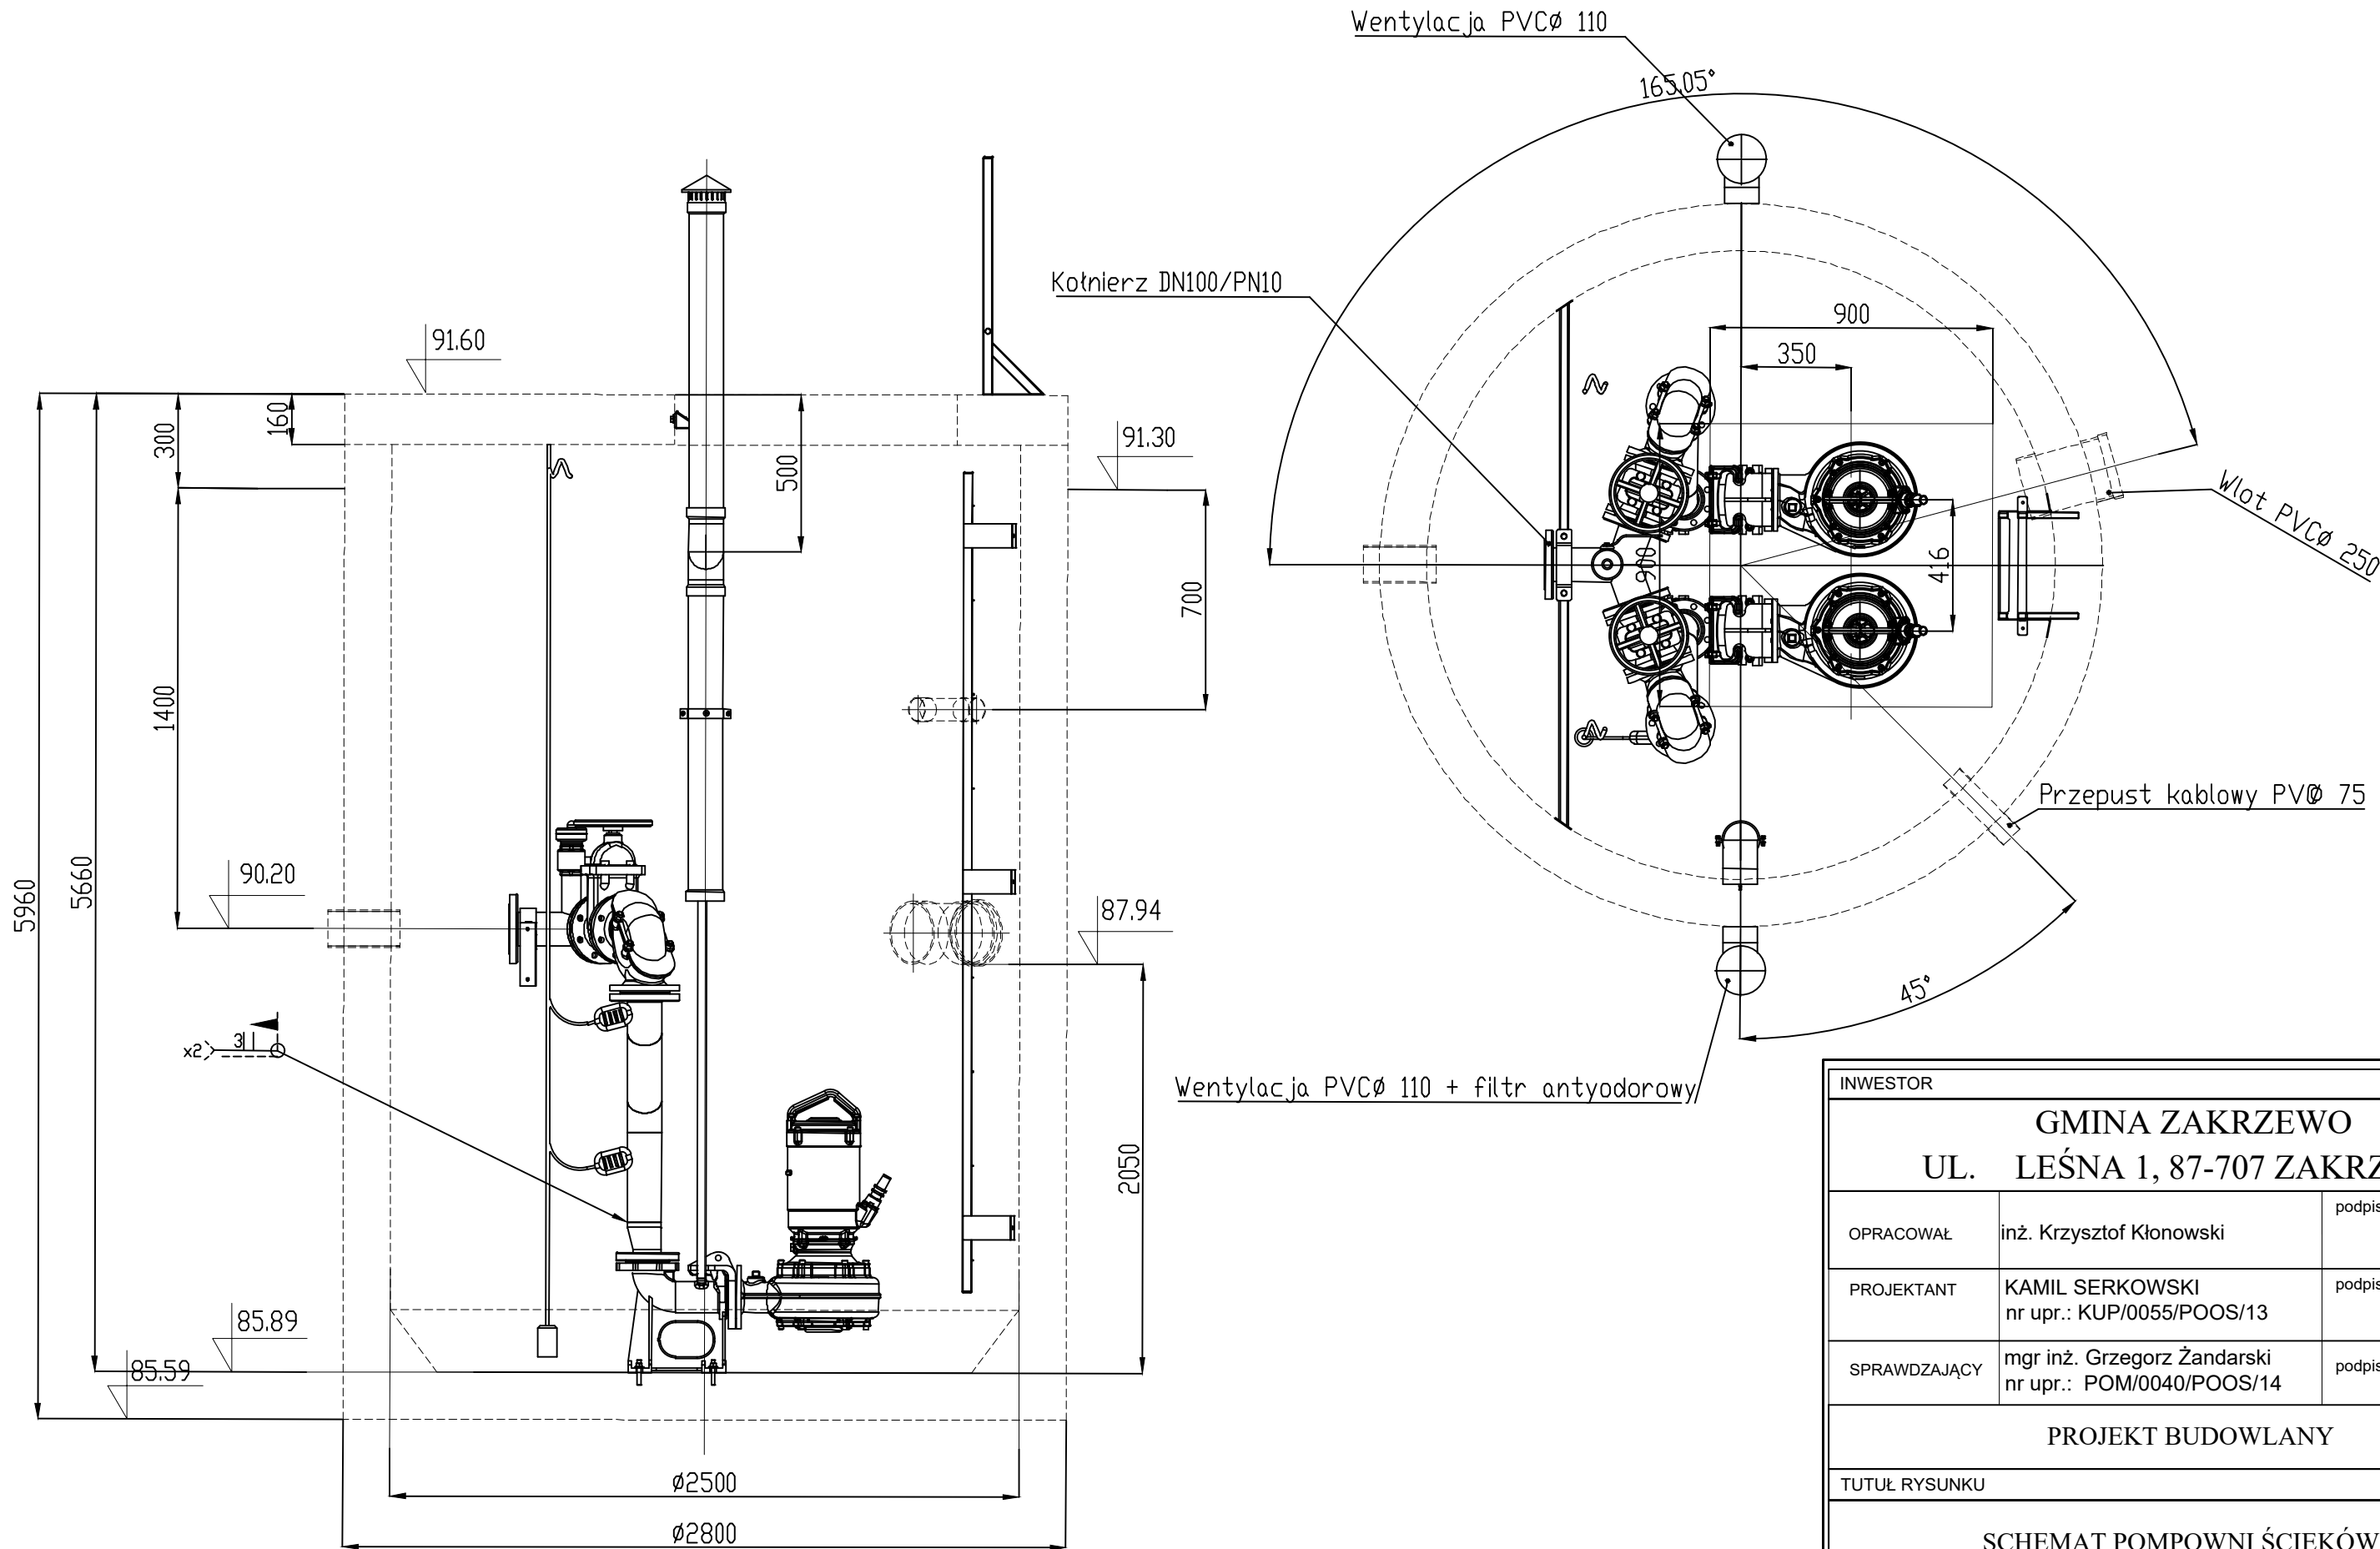 Wentylacja PVCØ 110
165.05°
Kołnierz DN100/PN10
91.60
900
350
160
300
91.30
500
Wlot PVCØ 250
416
900
700
1400
Przepust kablowy PVCØ 75
5960
5660
90.20
87.94
45°
x2
3
Wentylacja PVCØ 110 + filtr antyodorowy
2050
85.89
85.59
Ø2500
Ø2800
INWESTOR
GMINA ZAKRZEWO
UL. LEŚNA 1, 87-707 ZAKRZ
podpis
OPRACOWAŁ inż. Krzysztof Kłonowski
PROJEKTANT KAMIL SERKOWSKI podpis
nr upr.: KUP/0055/POOS/13
SPRAWDZAJĄCY mgr inż. Grzegorz Żandarski podpis
nr upr.: POM/0040/POOS/14
PROJEKT BUDOWLANY
TUTUŁ RYSUNKU
SCHEMAT POMPOWNI ŚCIEKÓW